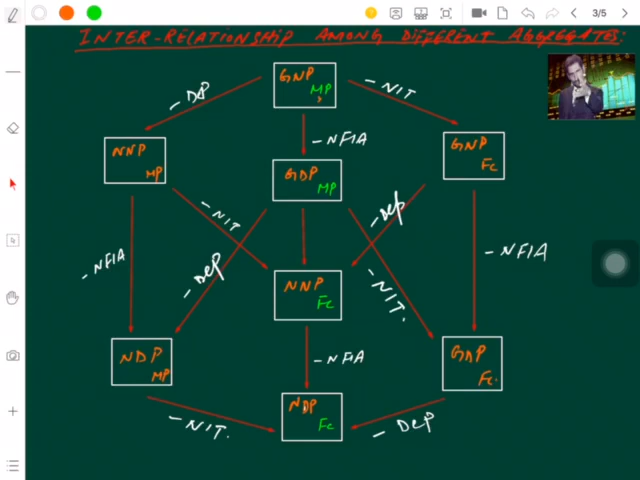 3/5
INTER-RELATIONSHIP AMONG DIFFERENT AGGREGATES:
GNP MP
- DP
- NIT
- NFIA
NNP MP
GDP MP
GNP FC
- NIT
- Dep
- NFIA
- Dep
- NFIA
NNP FC
- NIT.
- NFIA
NDP MP
GDP FC.
NDP FC
- NIT.
- Dep